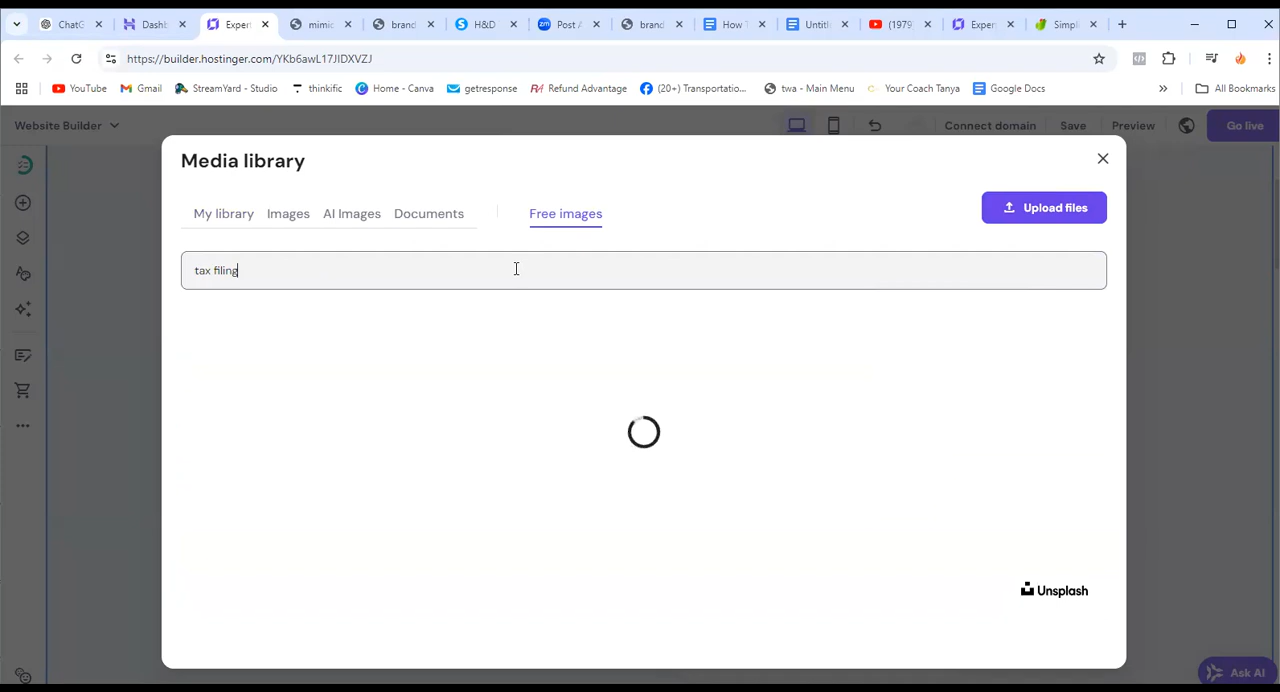 ChatG
Dashb
Expert
mimic
brand
H&D
Post A
brand
How T
Untitl
(1979
Exper
Simpl
https://builder.hostinger.com/YKb6awL17JIDXVZJ
YouTube
Gmail
StreamYard - Studio
thinkific
Home - Canva
getresponse
Refund Advantage
(20+) Transportatio...
twa - Main Menu
Your Coach Tanya
Google Docs
All Bookmarks
Website Builder
Connect domain
Save
Preview
Go live
Media library
My library
Images
AI Images
Documents
Free images
Upload files
tax filing
Unsplash
Ask AI